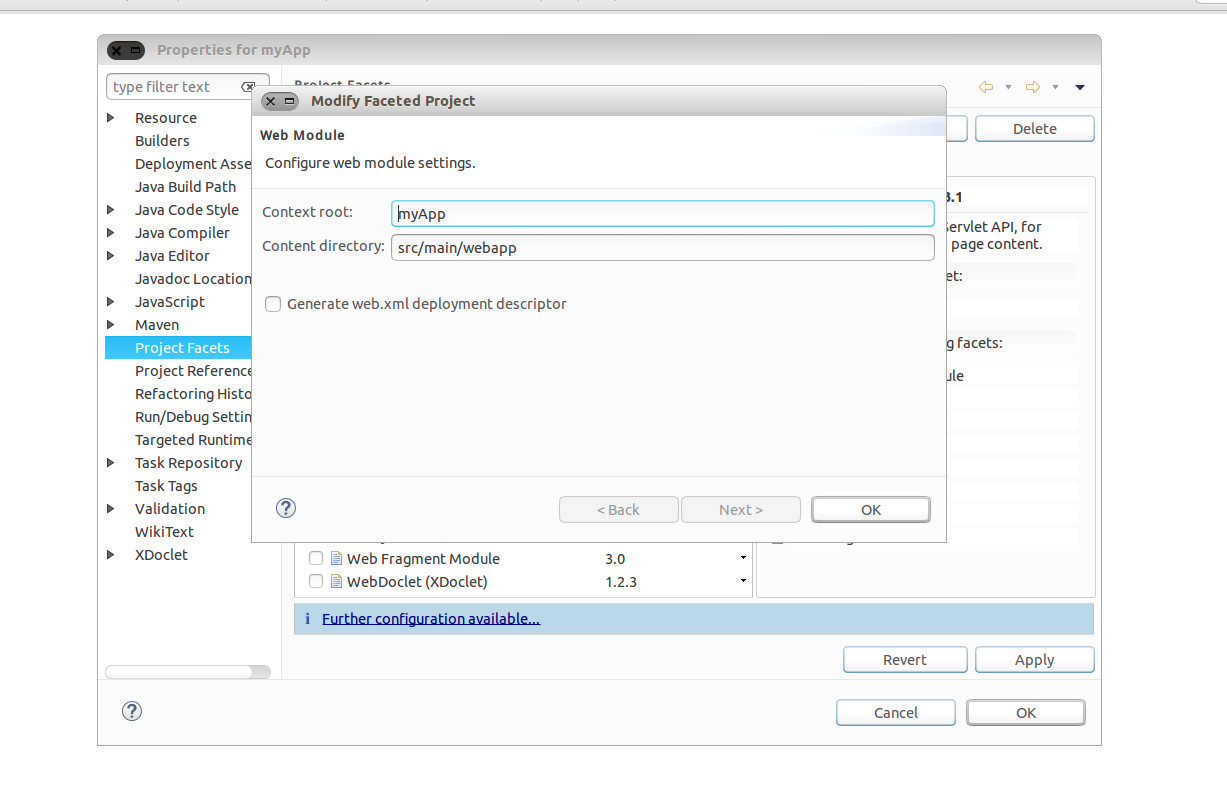 Properties for myApp
type filter text
Project Facets
Resource
Builders
Deployment Asse
Java Build Path
Java Code Style
Java Compiler
Java Editor
Javadoc Location
JavaScript
Maven
Project Facets
Project Reference
Refactoring Histo
Run/Debug Settin
Targeted Runtime
Task Repository
Task Tags
Validation
WikiText
XDoclet
Modify Faceted Project
Web Module
Configure web module settings.
Context root: myApp
Content directory: src/main/webapp
Generate web.xml deployment descriptor
< Back Next > OK
Delete
3.1
Servlet API, for
page content.
et:
g facets:
ule
Web Fragment Module 3.0
WebDoclet (XDoclet) 1.2.3
i Further configuration available...
Revert Apply
Cancel OK